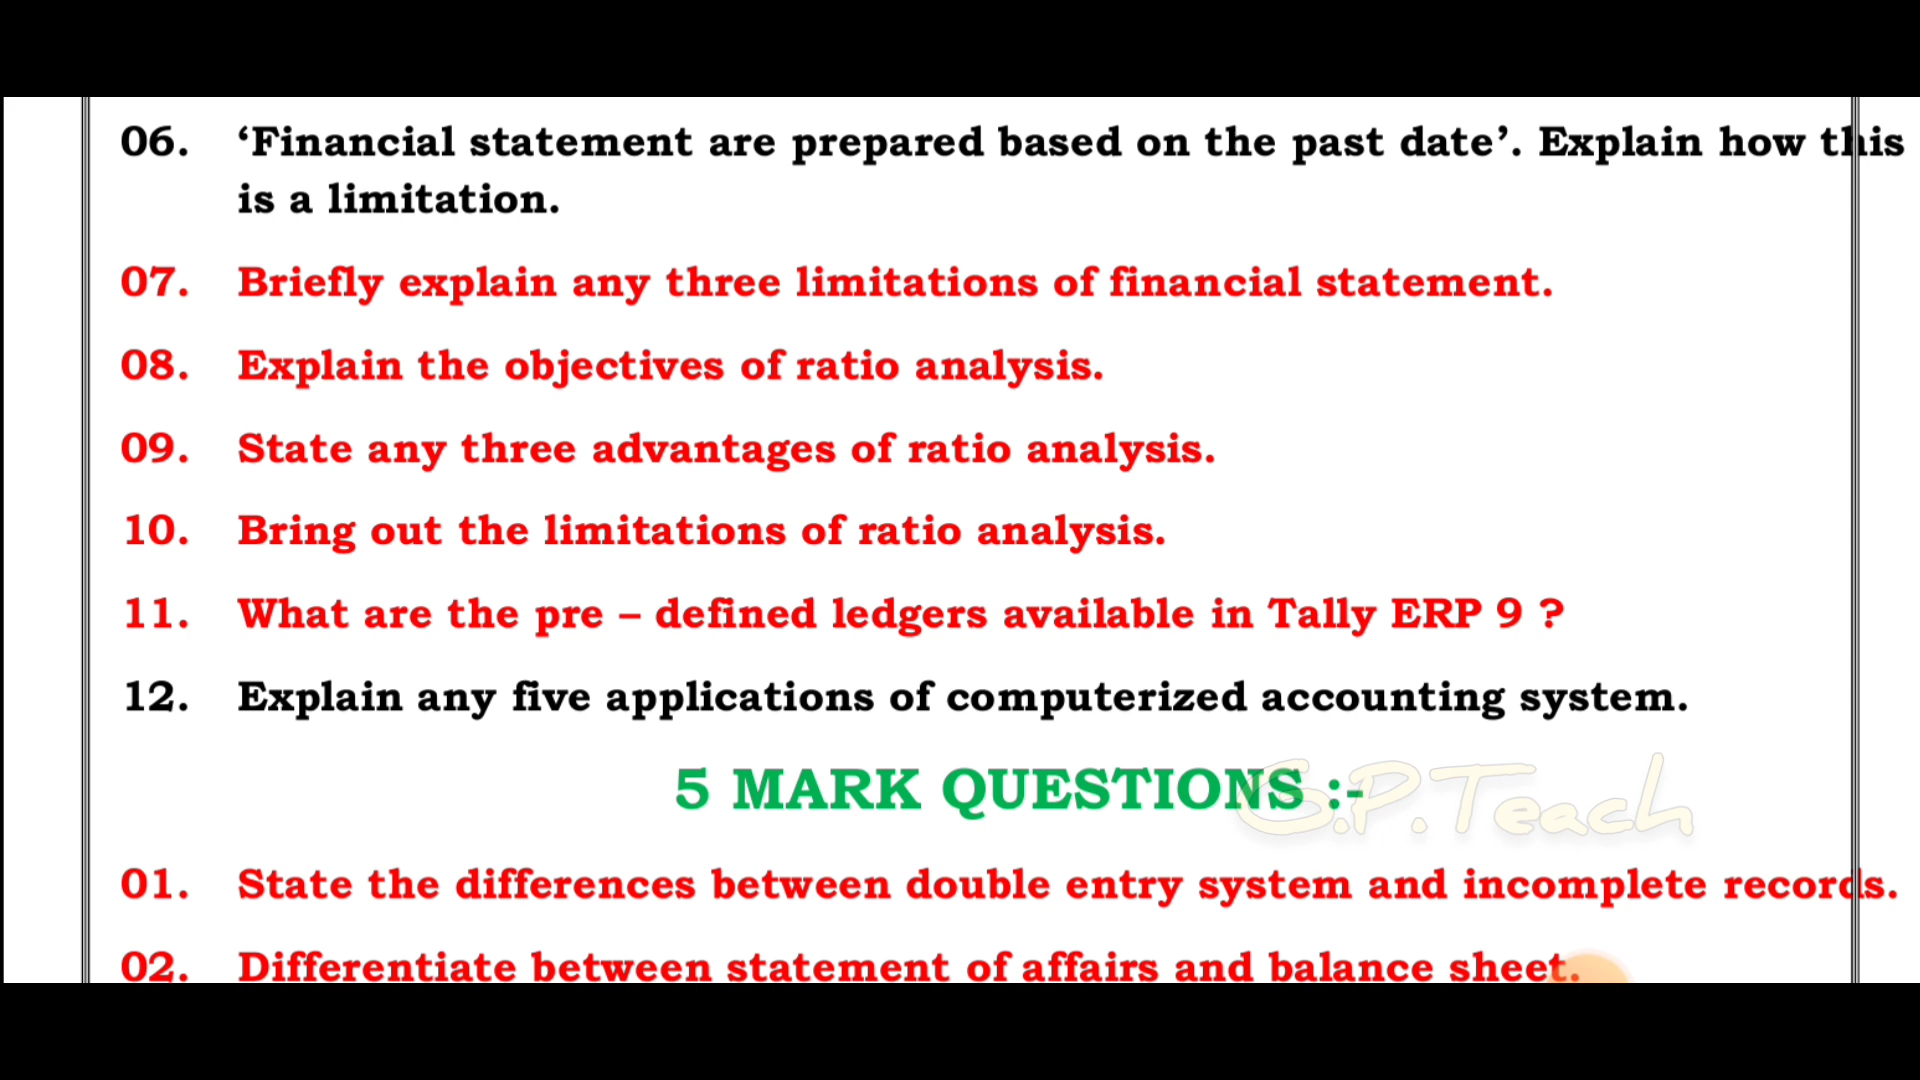 06. ‘Financial statement are prepared based on the past date’. Explain how this
is a limitation.
07. Briefly explain any three limitations of financial statement.
08. Explain the objectives of ratio analysis.
09. State any three advantages of ratio analysis.
10. Bring out the limitations of ratio analysis.
11. What are the pre – defined ledgers available in Tally ERP 9 ?
12. Explain any five applications of computerized accounting system.
5 MARK QUESTIONS :-
S.P.Teach
01. State the differences between double entry system and incomplete records.
02. Differentiate between statement of affairs and balance sheet.